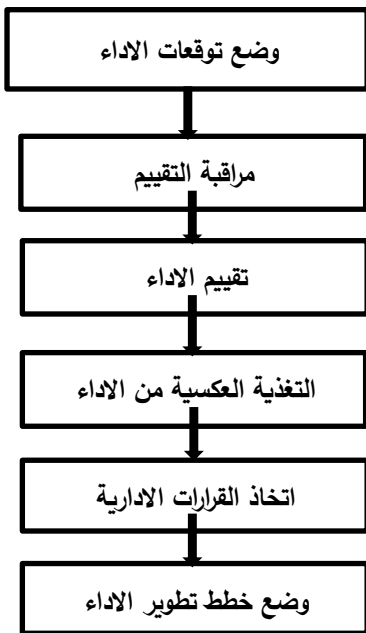 وضع توقعات الاداء
مراقبة التقييم
تقييم الاداء
التغذية العكسية من الاداء
اتخاذ القرارات الادارية
وضع خطط تطوير الاداء